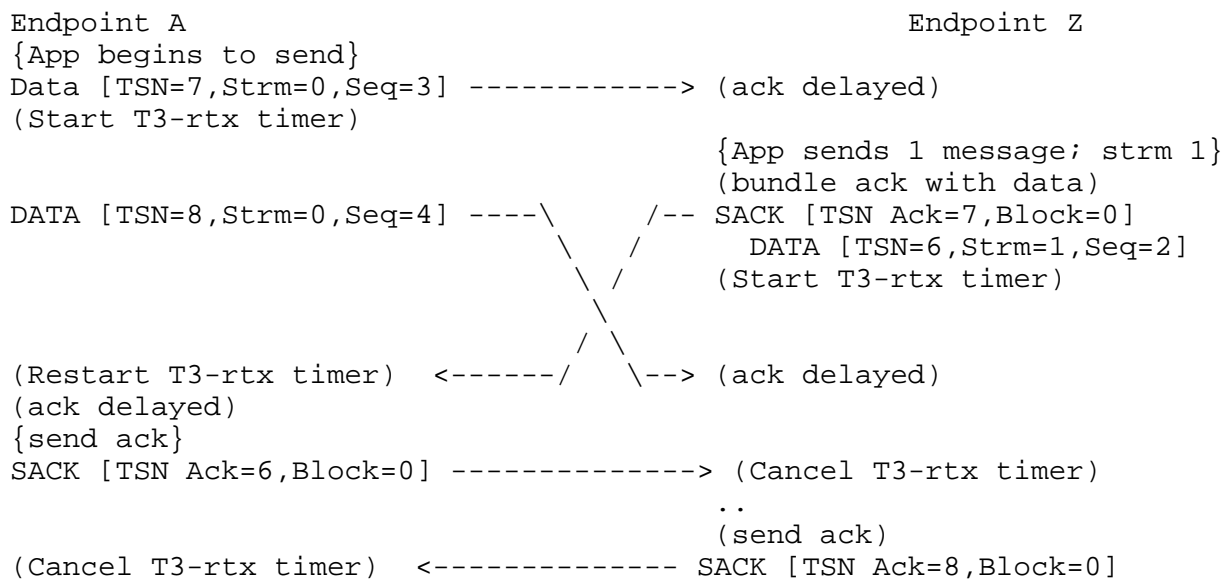 Endpoint A                                         Endpoint Z
{App begins to send}
Data [TSN=7,Strm=0,Seq=3] ------------> (ack delayed)
(Start T3-rtx timer)
                                        {App sends 1 message; strm 1}
                                        (bundle ack with data)
DATA [TSN=8,Strm=0,Seq=4] ----\     /-- SACK [TSN Ack=7,Block=0]
                               \   /      DATA [TSN=6,Strm=1,Seq=2]
                                \ /     (Start T3-rtx timer)
                                 \
                                / \
(Restart T3-rtx timer)  <------/   \--> (ack delayed)
(ack delayed)
{send ack}
SACK [TSN Ack=6,Block=0] --------------> (Cancel T3-rtx timer)
                                        ..
                                        (send ack)
(Cancel T3-rtx timer)  <-------------- SACK [TSN Ack=8,Block=0]